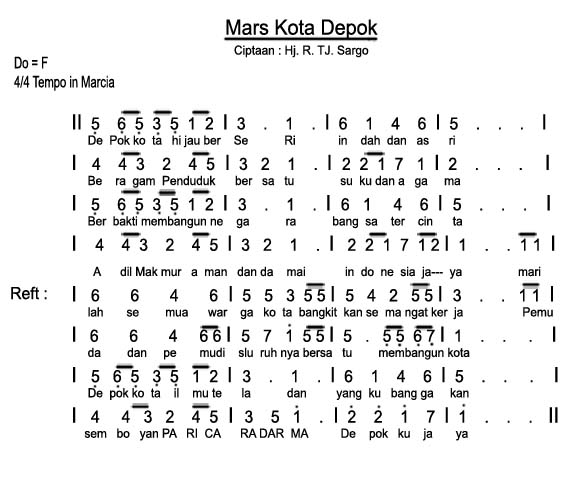 Mars Kota Depok
Ciptaan : Hj. R. TJ. Sargo
Do = F
4/4 Tempo in Marcia
|| 5 6 5 3 5 1 2 | 3 . 1 . | 6 1 4 6 | 5 . . . |
De Pok ko ta hi jau ber Se Ri in dah dan as ri
| 4 4 3 2 4 5 | 3 2 1 . | 2 2 1 7 1 | 2 . . . |
Be ra gam Penduduk ber sa tu su ku dan a ga ma
| 5 6 5 3 5 1 2 | 3 . 1 . | 6 1 4 6 | 5 . . . |
Ber bakti membangun ne ga ra bang sa ter cin ta
| 4 4 3 2 4 5 | 3 2 1 . | 2 2 1 7 1 2 | 1 . . 1 1 |
A dil Mak mur a man dan da mai in do ne sia ja--- ya mari
Reft : | 6 6 4 6 | 5 5 3 5 5 | 5 4 2 5 5 | 3 . . 1 1 |
lah se mua war ga ko ta bangkit kan se ma ngat ker ja Pemu
| 6 6 4 6 6 | 5 7 1 5 5 | 5 . 5 5 6 7 | 1 . . . |
da dan pe mudi slu ruh nya bersa tu membangun kota
| 5 6 5 3 5 1 2 | 3 . 1 . | 6 1 4 6 | 5 . . . |
De pok ko ta il mu te la dan yang ku bang ga kan
| 4 4 3 2 4 5 | 3 5 1 . | 2 2 1 7 | 1 . . . ||
sem bo yan PA RI CA RA DAR MA De pok ku ja ya